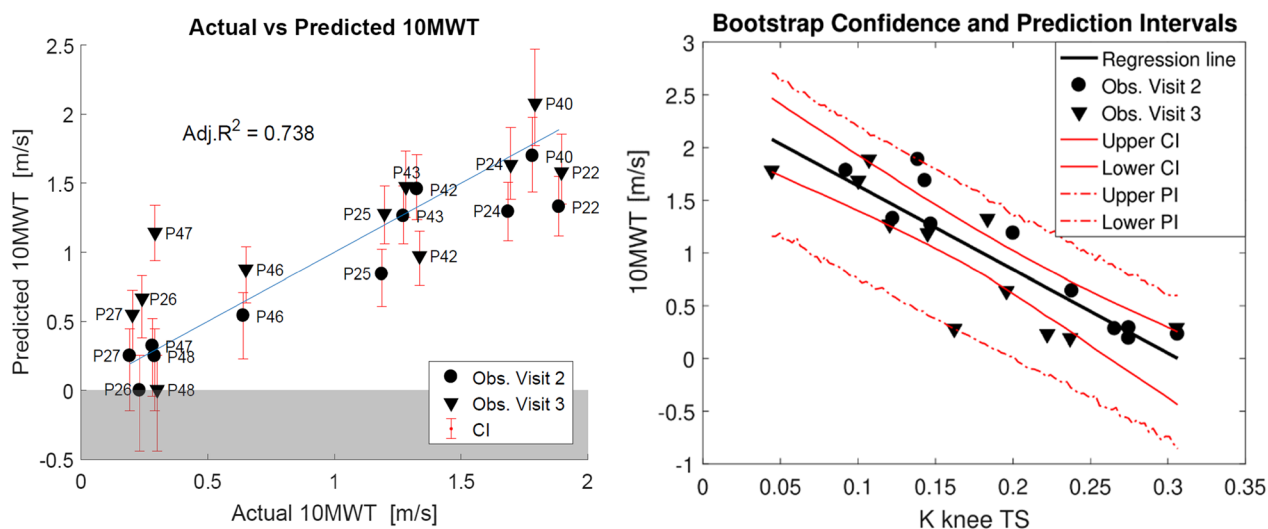 Actual vs Predicted 10MWT
Predicted 10MWT [m/s]
2.5
2
1.5
1
0.5
0
-0.5
Adj.R² = 0.738
P40
P40
P24
P22
P43
P42
P25
P43
P24
P22
P47
P42
P46
P25
P26
P27
P46
P47
P27
P48
P26
P48
Obs. Visit 2
Obs. Visit 3
CI
0
0.5
1
1.5
2
Actual 10MWT [m/s]
Bootstrap Confidence and Prediction Intervals
10MWT [m/s]
3
2.5
2
1.5
1
0.5
0
-0.5
-1
Regression line
Obs. Visit 2
Obs. Visit 3
Upper CI
Lower CI
Upper PI
Lower PI
0
0.05
0.1
0.15
0.2
0.25
0.3
0.35
K knee TS